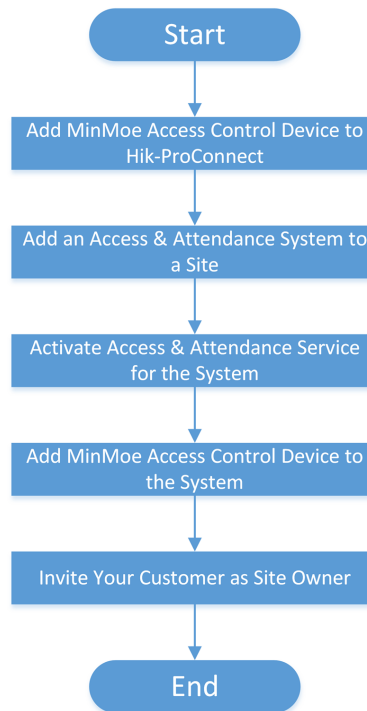 Start
Add MinMoe Access Control Device to
Hik-ProConnect
Add an Access & Attendance System to
a Site
Activate Access & Attendance Service
for the System
Add MinMoe Access Control Device to
the System
Invite Your Customer as Site Owner
End